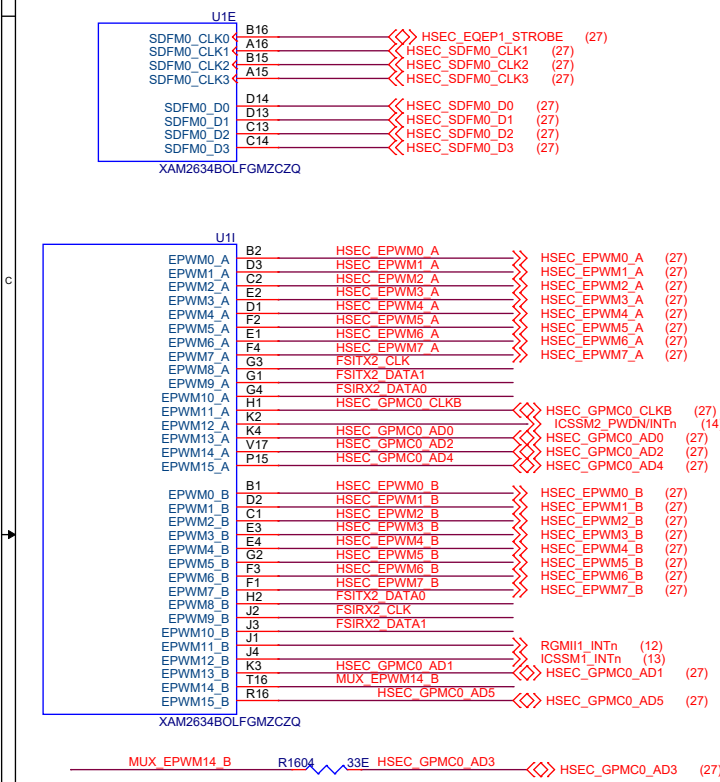 U1E
SDFM0_CLK0 B16 HSEC_EQEP1_STROBE (27)
SDFM0_CLK1 A16 HSEC_SDFM0_CLK1 (27)
SDFM0_CLK2 B15 HSEC_SDFM0_CLK2 (27)
SDFM0_CLK3 A15 HSEC_SDFM0_CLK3 (27)
SDFM0_D0 D14 HSEC_SDFM0_D0 (27)
SDFM0_D1 D13 HSEC_SDFM0_D1 (27)
SDFM0_D2 C13 HSEC_SDFM0_D2 (27)
SDFM0_D3 C14 HSEC_SDFM0_D3 (27)
XAM2634BOLFGMZCZQ
U1I
EPWM0_A B2 HSEC_EPWM0_A HSEC_EPWM0_A (27)
EPWM1_A D3 HSEC_EPWM1_A HSEC_EPWM1_A (27)
C EPWM2_A C2 HSEC_EPWM2_A HSEC_EPWM2_A (27)
EPWM3_A E2 HSEC_EPWM3_A HSEC_EPWM3_A (27)
EPWM4_A D1 HSEC_EPWM4_A HSEC_EPWM4_A (27)
EPWM5_A F2 HSEC_EPWM5_A HSEC_EPWM5_A (27)
EPWM6_A E1 HSEC_EPWM6_A HSEC_EPWM6_A (27)
EPWM7_A F4 HSEC_EPWM7_A HSEC_EPWM7_A (27)
EPWM8_A G3 FSITX2_CLK
EPWM9_A G1 FSITX2_DATA1
EPWM10_A G4 FSIRX2_DATA0
EPWM11_A H1 HSEC_GPMC0_CLKB HSEC_GPMC0_CLKB (27)
EPWM12_A K2 ICSSM2_PWDN/INTn (14
EPWM13_A K4 HSEC_GPMC0_AD0 HSEC_GPMC0_AD0 (27)
EPWM14_A V17 HSEC_GPMC0_AD2 HSEC_GPMC0_AD2 (27)
EPWM15_A P15 HSEC_GPMC0_AD4 HSEC_GPMC0_AD4 (27)
EPWM0_B B1 HSEC_EPWM0_B HSEC_EPWM0_B (27)
EPWM1_B D2 HSEC_EPWM1_B HSEC_EPWM1_B (27)
EPWM2_B C1 HSEC_EPWM2_B HSEC_EPWM2_B (27)
EPWM3_B E3 HSEC_EPWM3_B HSEC_EPWM3_B (27)
EPWM4_B E4 HSEC_EPWM4_B HSEC_EPWM4_B (27)
EPWM5_B G2 HSEC_EPWM5_B HSEC_EPWM5_B (27)
EPWM6_B F3 HSEC_EPWM6_B HSEC_EPWM6_B (27)
EPWM7_B F1 HSEC_EPWM7_B HSEC_EPWM7_B (27)
EPWM8_B H2 FSITX2_DATA0
EPWM9_B J2 FSIRX2_CLK
EPWM10_B J3 FSIRX2_DATA1
EPWM11_B J1 RGMII1_INTn (12)
EPWM12_B J4 ICSSM1_INTn (13)
EPWM13_B K3 HSEC_GPMC0_AD1 HSEC_GPMC0_AD1 (27)
EPWM14_B T16 MUX_EPWM14_B
EPWM15_B R16 HSEC_GPMC0_AD5 HSEC_GPMC0_AD5 (27)
XAM2634BOLFGMZCZQ
MUX_EPWM14_B R1604 33E HSEC_GPMC0_AD3 HSEC_GPMC0_AD3 (27)